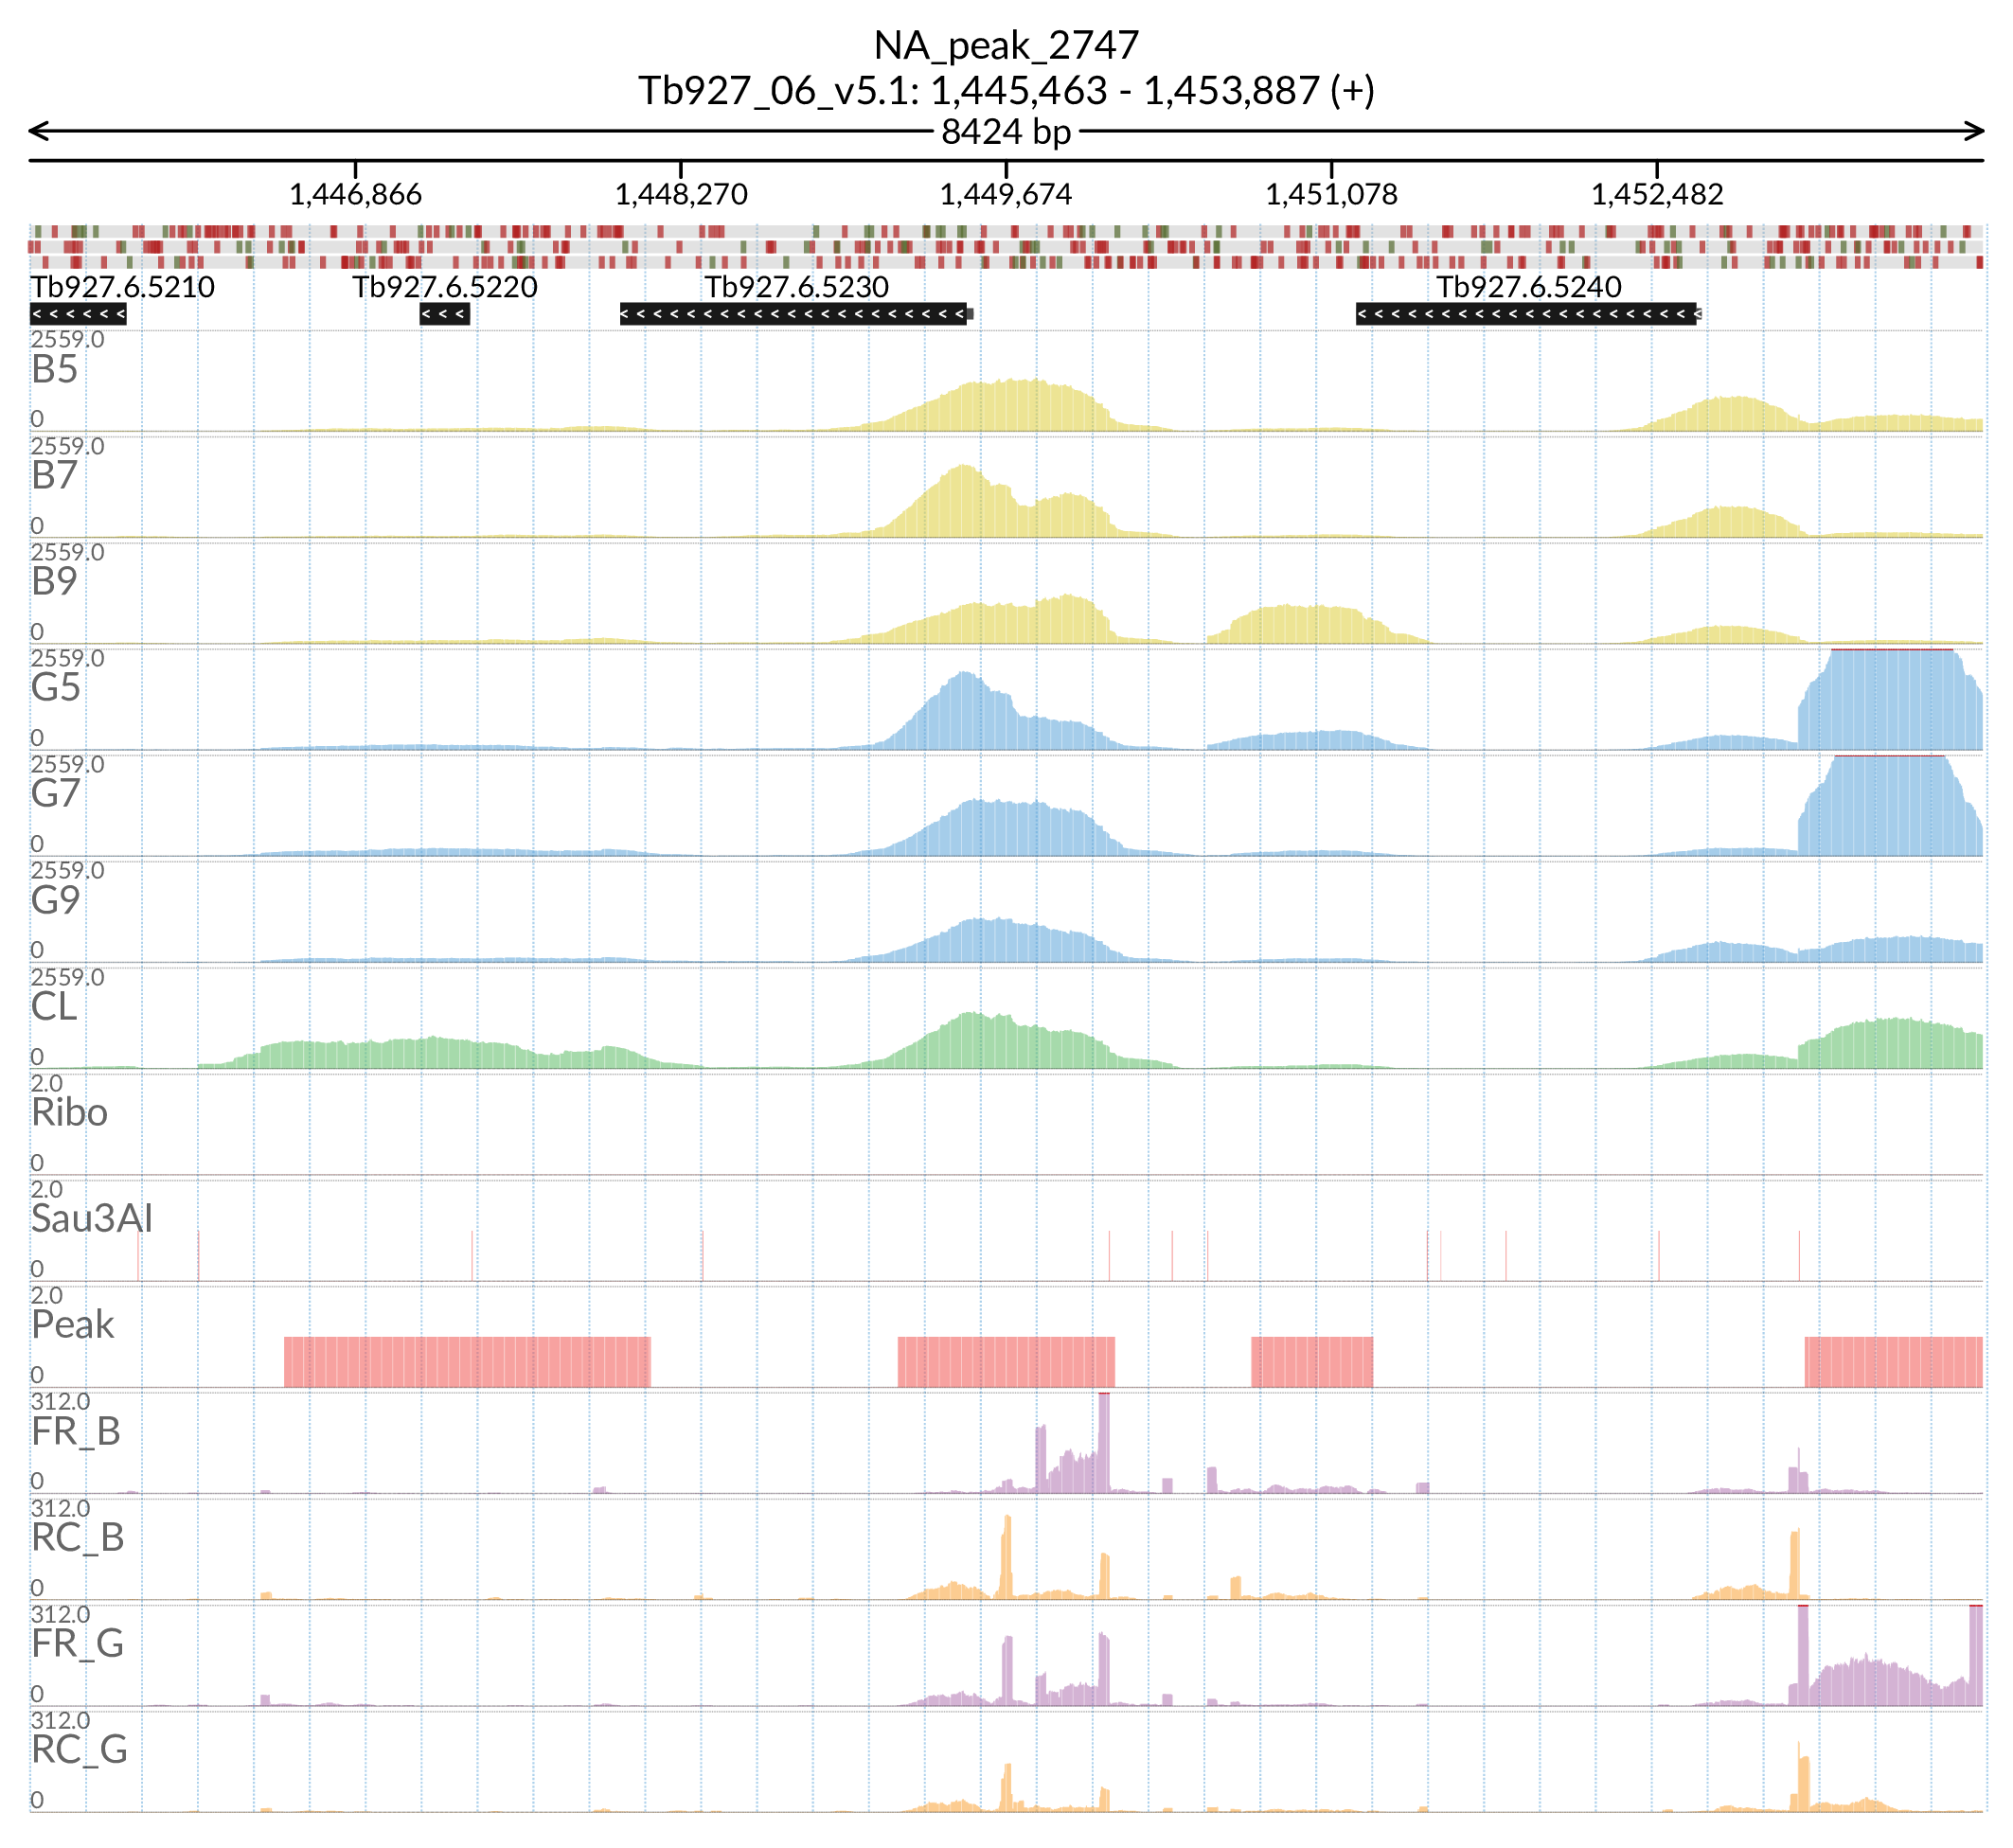 NA_peak_2747
Tb927_06_v5.1: 1,445,463 - 1,453,887 (+)
8424 bp
1,446,866 1,448,270 1,449,674 1,451,078 1,452,482
Tb927.6.5210 Tb927.6.5220 Tb927.6.5230 Tb927.6.5240
2559.0
B5
0
2559.0
B7
0
2559.0
B9
0
2559.0
G5
0
2559.0
G7
0
2559.0
G9
0
2559.0
CL
0
2.0
Ribo
0
2.0
Sau3AI
0
2.0
Peak
0
312.0
FR_B
0
312.0
RC_B
0
312.0
FR_G
0
312.0
RC_G
0